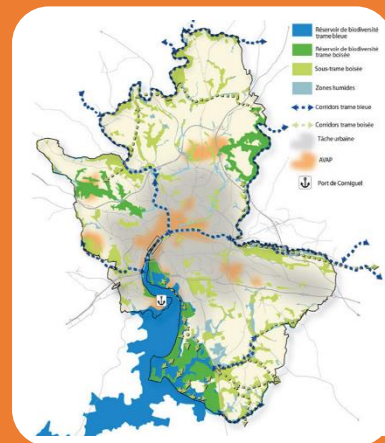 Réservoir de biodiversité
trame bleue
Réservoir de biodiversité
trame boisée
Sous-trame boisée
Zones humides
Corridors trame bleue
Corridors trame boisée
Tâche urbaine
AVAP
Port de Corniguel